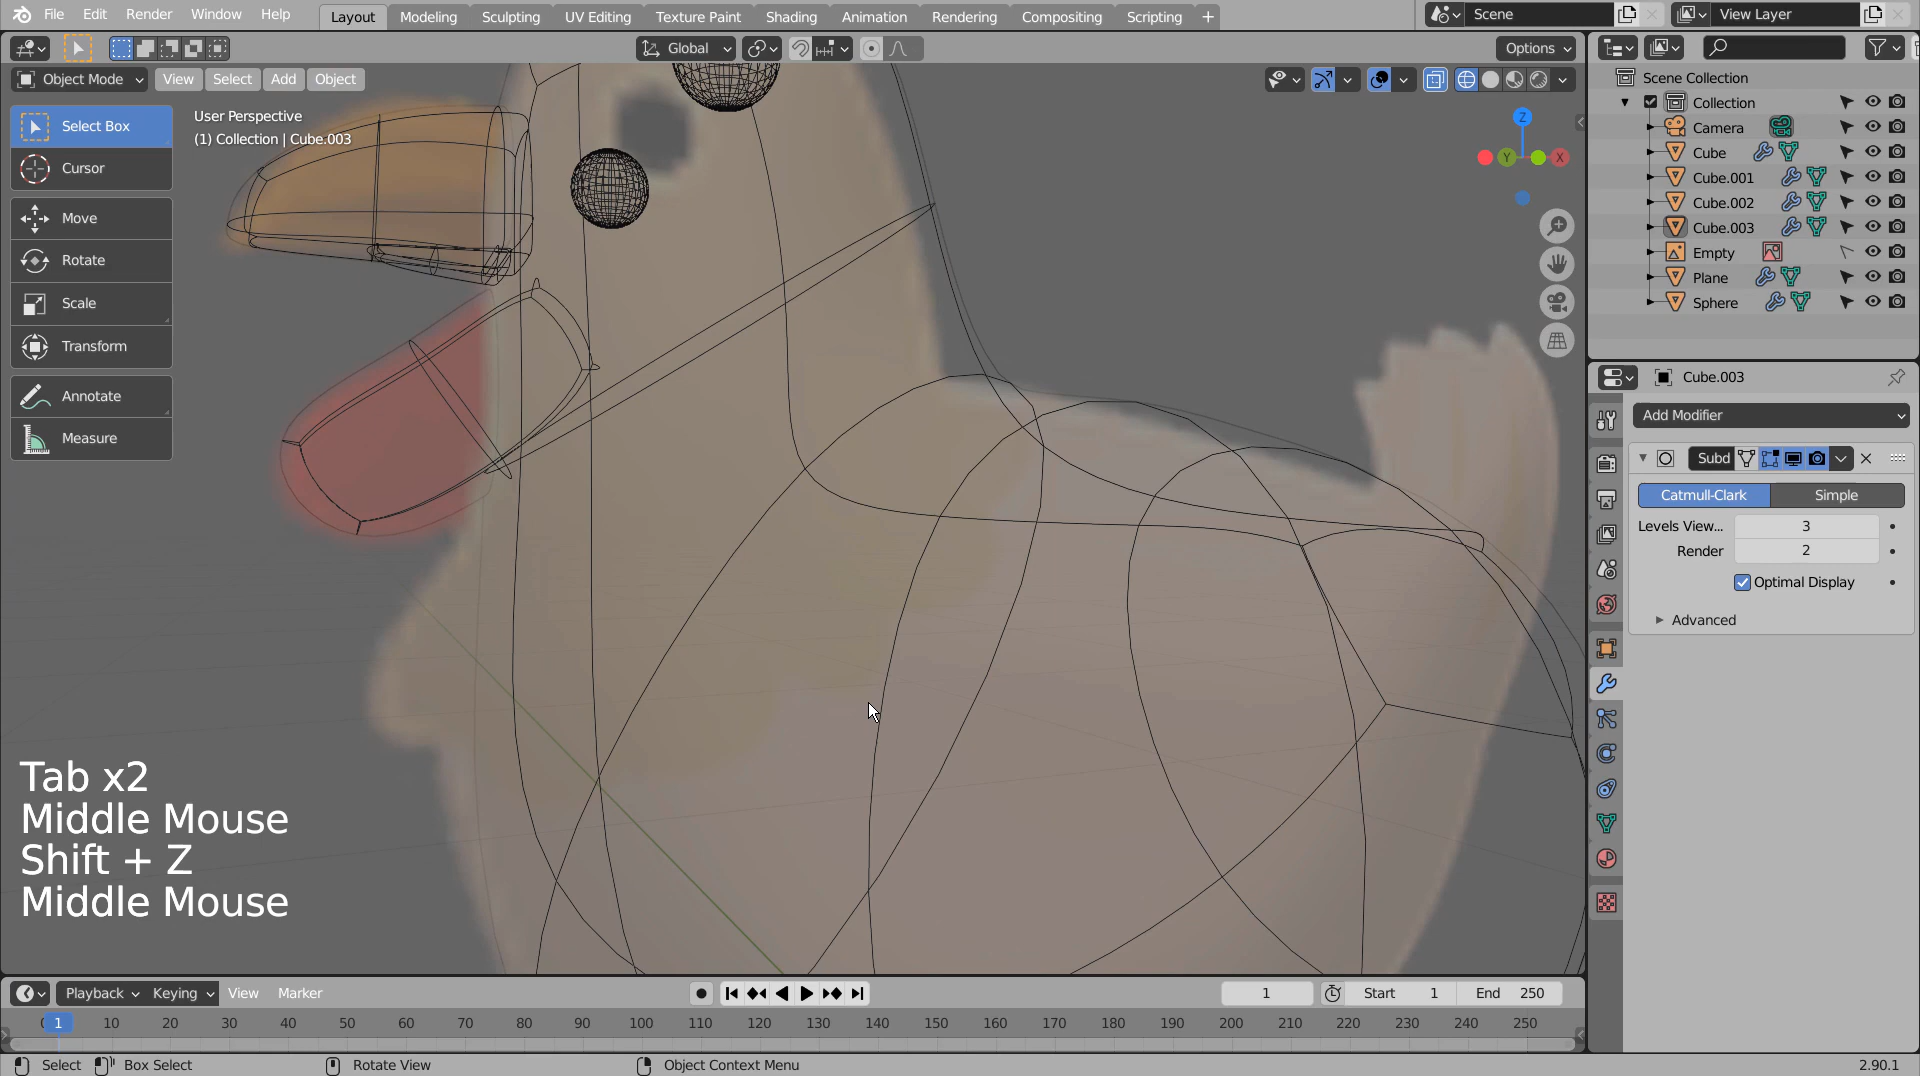 File Edit Render Window Help Layout Modeling Sculpting UV Editing Texture Paint Shading Animation Rendering Compositing Scripting + Scene View Layer
Global Options
Object Mode View Select Add Object
Scene Collection
Collection
Camera
Cube
Cube.001
Cube.002
Cube.003
Empty
Plane
Sphere
Select Box
Cursor
Move
Rotate
Scale
Transform
Annotate
Measure
User Perspective
(1) Collection | Cube.003
Z
Y X
Cube.003
Add Modifier
Subd
Catmull-Clark Simple
Levels View... 3
Render 2
Optimal Display
Advanced
Tab x2
Middle Mouse
Shift + Z
Middle Mouse
Playback Keying View Marker 1 Start 1 End 250
1 10 20 30 40 50 60 70 80 90 100 110 120 130 140 150 160 170 180 190 200 210 220 230 240 250
Select Box Select Rotate View Object Context Menu 2.90.1